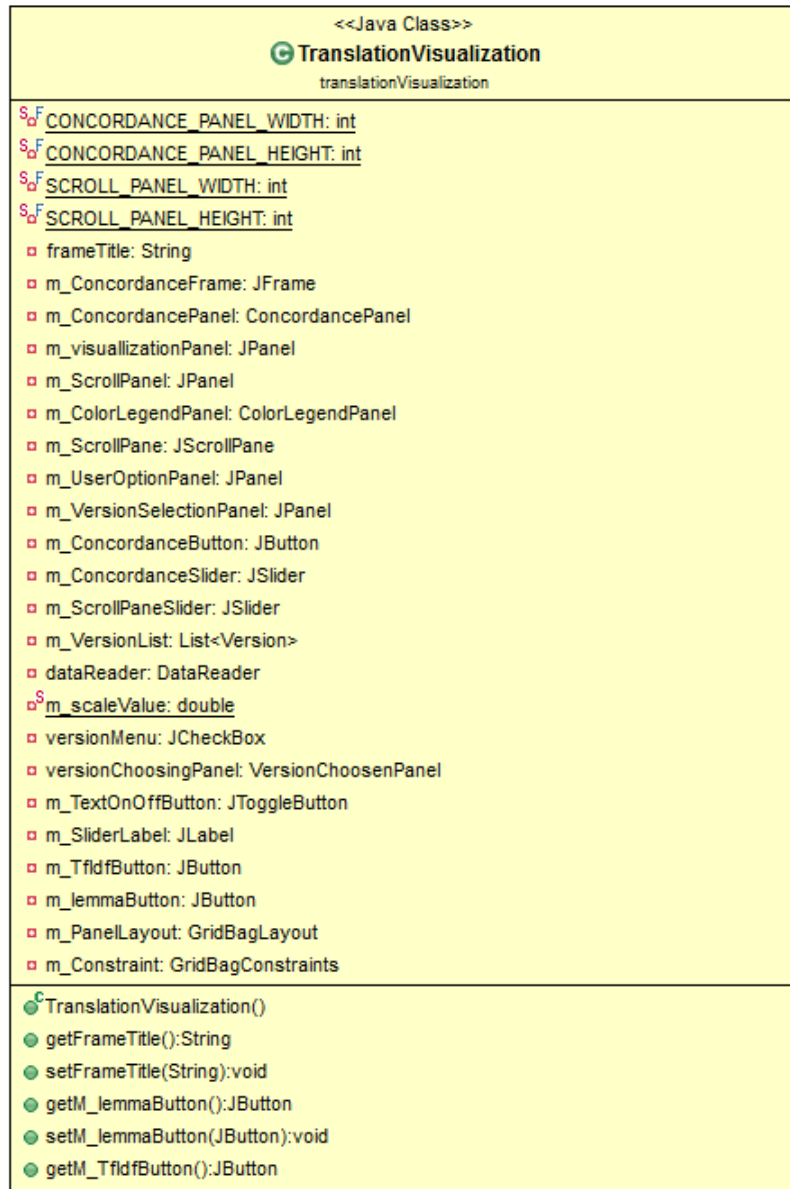 <<Java Class>>
C TranslationVisualization
translationVisualization
S F CONCORDANCE_PANEL_WIDTH: int
S F CONCORDANCE_PANEL_HEIGHT: int
S F SCROLL_PANEL_WIDTH: int
S F SCROLL_PANEL_HEIGHT: int
frameTitle: String
m_ConcordanceFrame: JFrame
m_ConcordancePanel: ConcordancePanel
m_visuallizationPanel: JPanel
m_ScrollPanel: JPanel
m_ColorLegendPanel: ColorLegendPanel
m_ScrollPane: JScrollPane
m_UserOptionPanel: JPanel
m_VersionSelectionPanel: JPanel
m_ConcordanceButton: JButton
m_ConcordanceSlider: JSlider
m_ScrollPaneSlider: JSlider
m_VersionList: List<Version>
dataReader: DataReader
S m_scaleValue: double
versionMenu: JCheckBox
versionChoosingPanel: VersionChoosenPanel
m_TextOnOffButton: JToggleButton
m_SliderLabel: JLabel
m_TfIdfButton: JButton
m_lemmaButton: JButton
m_PanelLayout: GridBagLayout
m_Constraint: GridBagConstraints
C TranslationVisualization()
getFrameTitle():String
setFrameTitle(String):void
getM_lemmaButton():JButton
setM_lemmaButton(JButton):void
getM_TfIdfButton():JButton